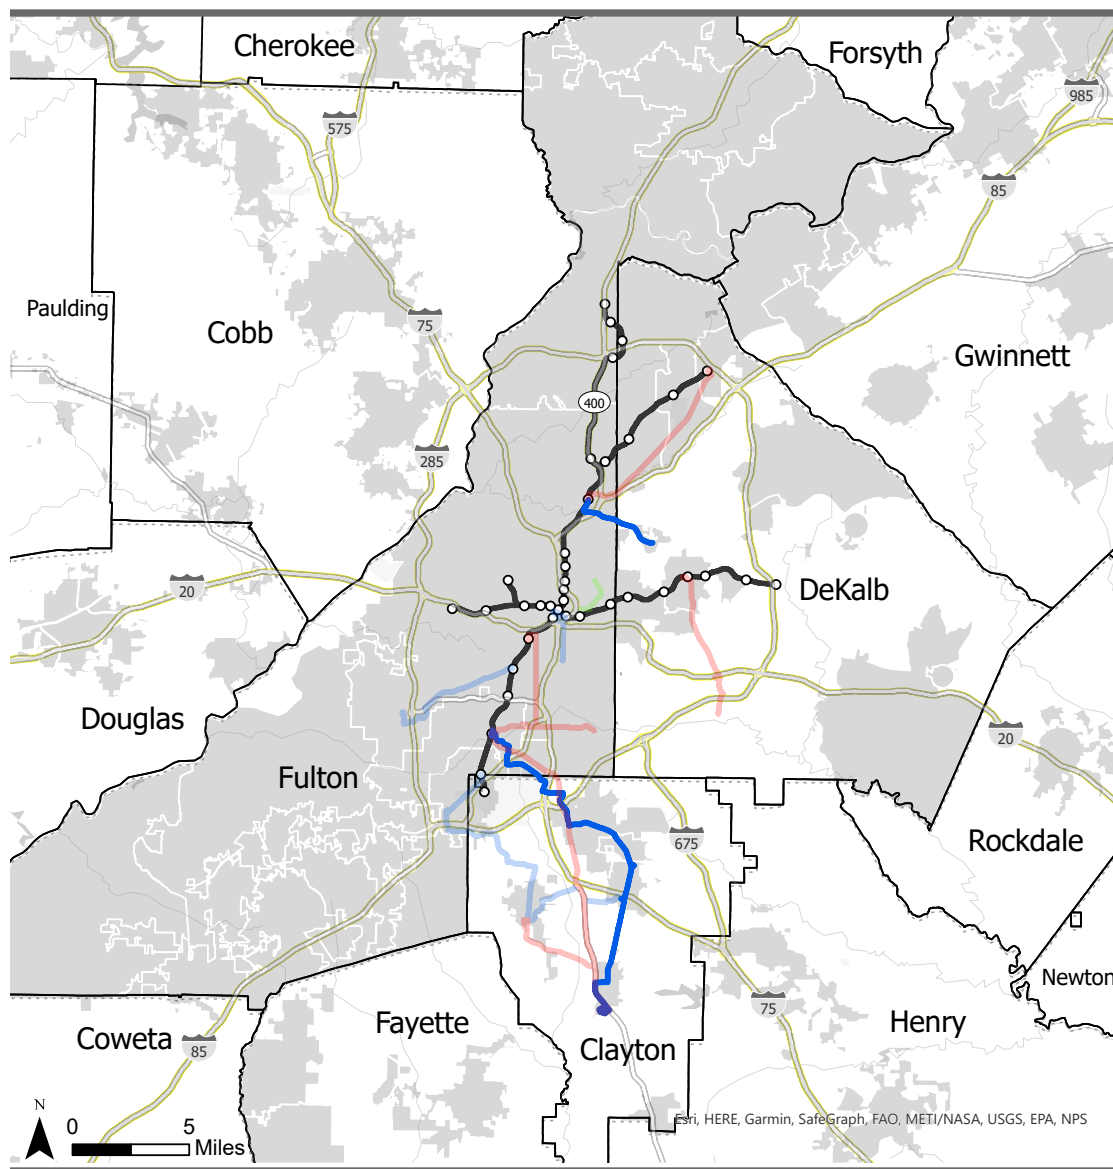 Cherokee
Forsyth
985
575
85
Paulding
Cobb
75
Gwinnett
400
285
20
DeKalb
Douglas
20
Fulton
675
Rockdale
Newton
75
Henry
Fayette
Coweta
85
Clayton
N
0 5
Miles
Esri, HERE, Garmin, SafeGraph, FAO, METI/NASA, USGS, EPA, NPS